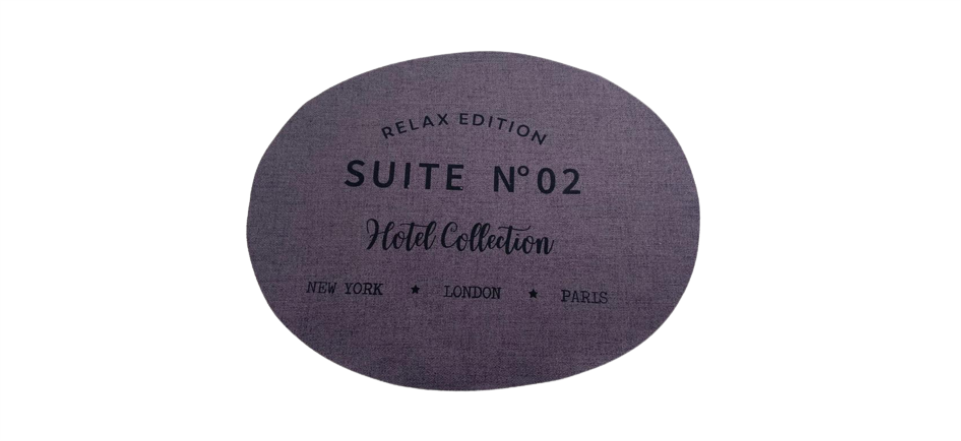 RELAX EDITION
SUITE N°02
Hotel Collection
NEW YORK ★ LONDON ★ PARIS